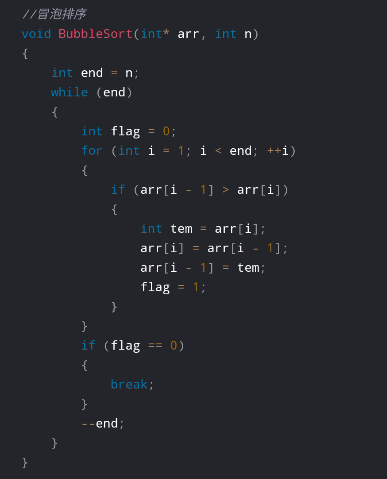 //冒泡排序
void BubbleSort(int* arr, int n)
{
    int end = n;
    while (end)
    {
        int flag = 0;
        for (int i = 1; i < end; ++i)
        {
            if (arr[i - 1] > arr[i])
            {
                int tem = arr[i];
                arr[i] = arr[i - 1];
                arr[i - 1] = tem;
                flag = 1;
            }
        }
        if (flag == 0)
        {
            break;
        }
        --end;
    }
}